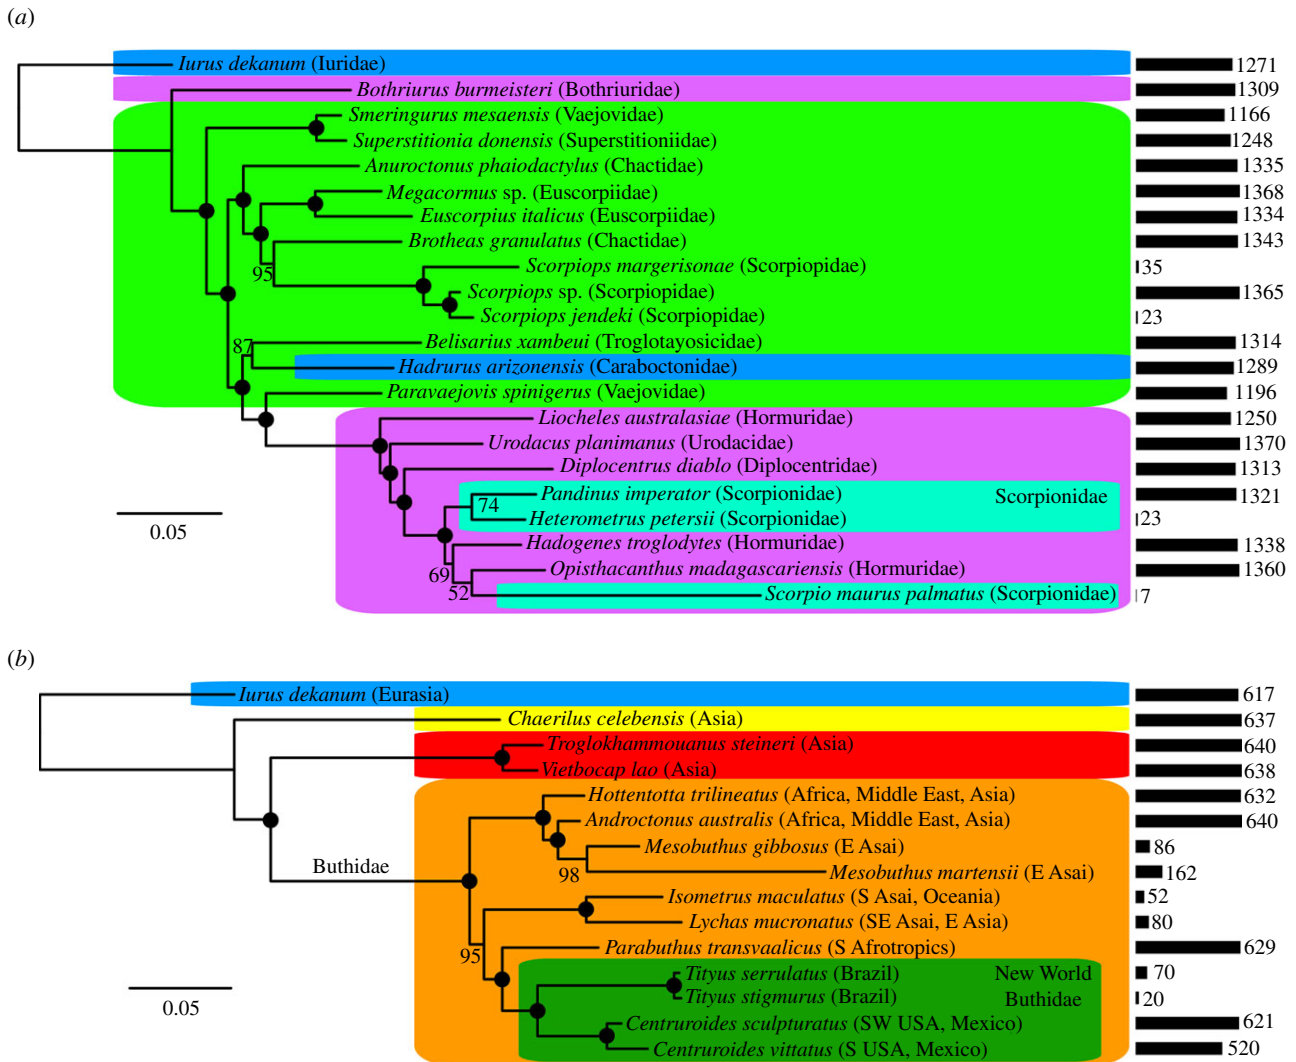 (a)
Iurus dekanum (Iuridae) 1271
Bothriurus burmeisteri (Bothriuridae) 1309
Smeringurus mesaensis (Vaejovidae) 1166
Superstitionia donensis (Superstitioniidae) 1248
Anuroctonus phaiodactylus (Chactidae) 1335
Megacormus sp. (Euscorpiidae) 1368
Euscorpius italicus (Euscorpiidae) 1334
Brotheas granulatus (Chactidae) 1343
95 Scorpiops margerisonae (Scorpiopidae) 35
Scorpiops sp. (Scorpiopidae) 1365
Scorpiops jendeki (Scorpiopidae) 23
87 Belisarius xambeui (Troglotayosicidae) 1314
Hadrurus arizonensis (Caraboctonidae) 1289
Paravaejovis spinigerus (Vaejovidae) 1196
Liocheles australasiae (Hormuridae) 1250
Urodacus planimanus (Urodacidae) 1370
Diplocentrus diablo (Diplocentridae) 1313
Pandinus imperator (Scorpionidae) Scorpionidae 1321
74
Heterometrus petersii (Scorpionidae) 23
0.05
Hadogenes troglodytes (Hormuridae) 1338
69 Opisthacanthus madagascariensis (Hormuridae) 1360
52 Scorpio maurus palmatus (Scorpionidae) 7
(b)
Iurus dekanum (Eurasia) 617
Chaerilus celebensis (Asia) 637
Troglokhammouanus steineri (Asia) 640
Vietbocap lao (Asia) 638
Hottentotta trilineatus (Africa, Middle East, Asia) 632
Androctonus australis (Africa, Middle East, Asia) 640
Mesobuthus gibbosus (E Asai) 86
Buthidae 98 Mesobuthus martensii (E Asai) 162
Isometrus maculatus (S Asai, Oceania) 52
Lychas mucronatus (SE Asai, E Asia) 80
95 Parabuthus transvaalicus (S Afrotropics) 629
Tityus serrulatus (Brazil) New World 70
Tityus stigmurus (Brazil) Buthidae 20
0.05
Centruroides sculpturatus (SW USA, Mexico) 621
Centruroides vittatus (S USA, Mexico) 520